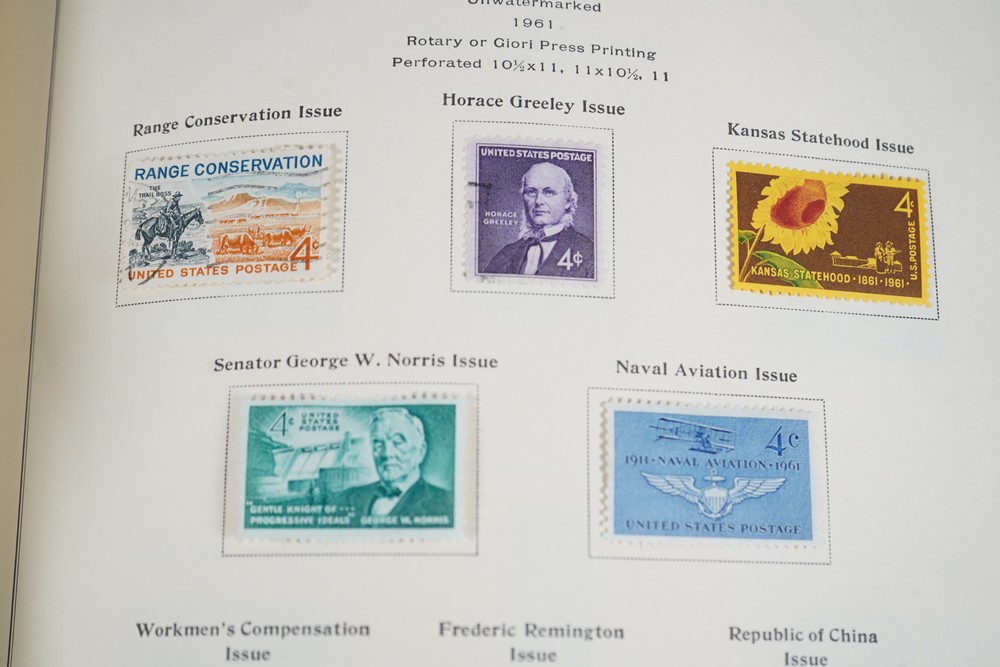 Unwatermarked
1961
Rotary or Giori Press Printing
Perforated 10½x11, 11x10½, 11
Range Conservation Issue
Horace Greeley Issue
Kansas Statehood Issue
RANGE CONSERVATION
THE
TRAIL BOSS
4¢
UNITED STATES POSTAGE
UNITED STATES POSTAGE
HORACE
GREELEY
4¢
4¢
U.S. POSTAGE
KANSAS STATEHOOD · 1861 · 1961 ·
Senator George W. Norris Issue
Naval Aviation Issue
4¢
UNITED
STATES
POSTAGE
"GENTLE KNIGHT OF ···
PROGRESSIVE IDEALS"
GEORGE W. NORRIS
4c
1911 · NAVAL AVIATION · 1961
UNITED STATES POSTAGE
Workmen's Compensation
Issue
Frederic Remington
Issue
Republic of China
Issue